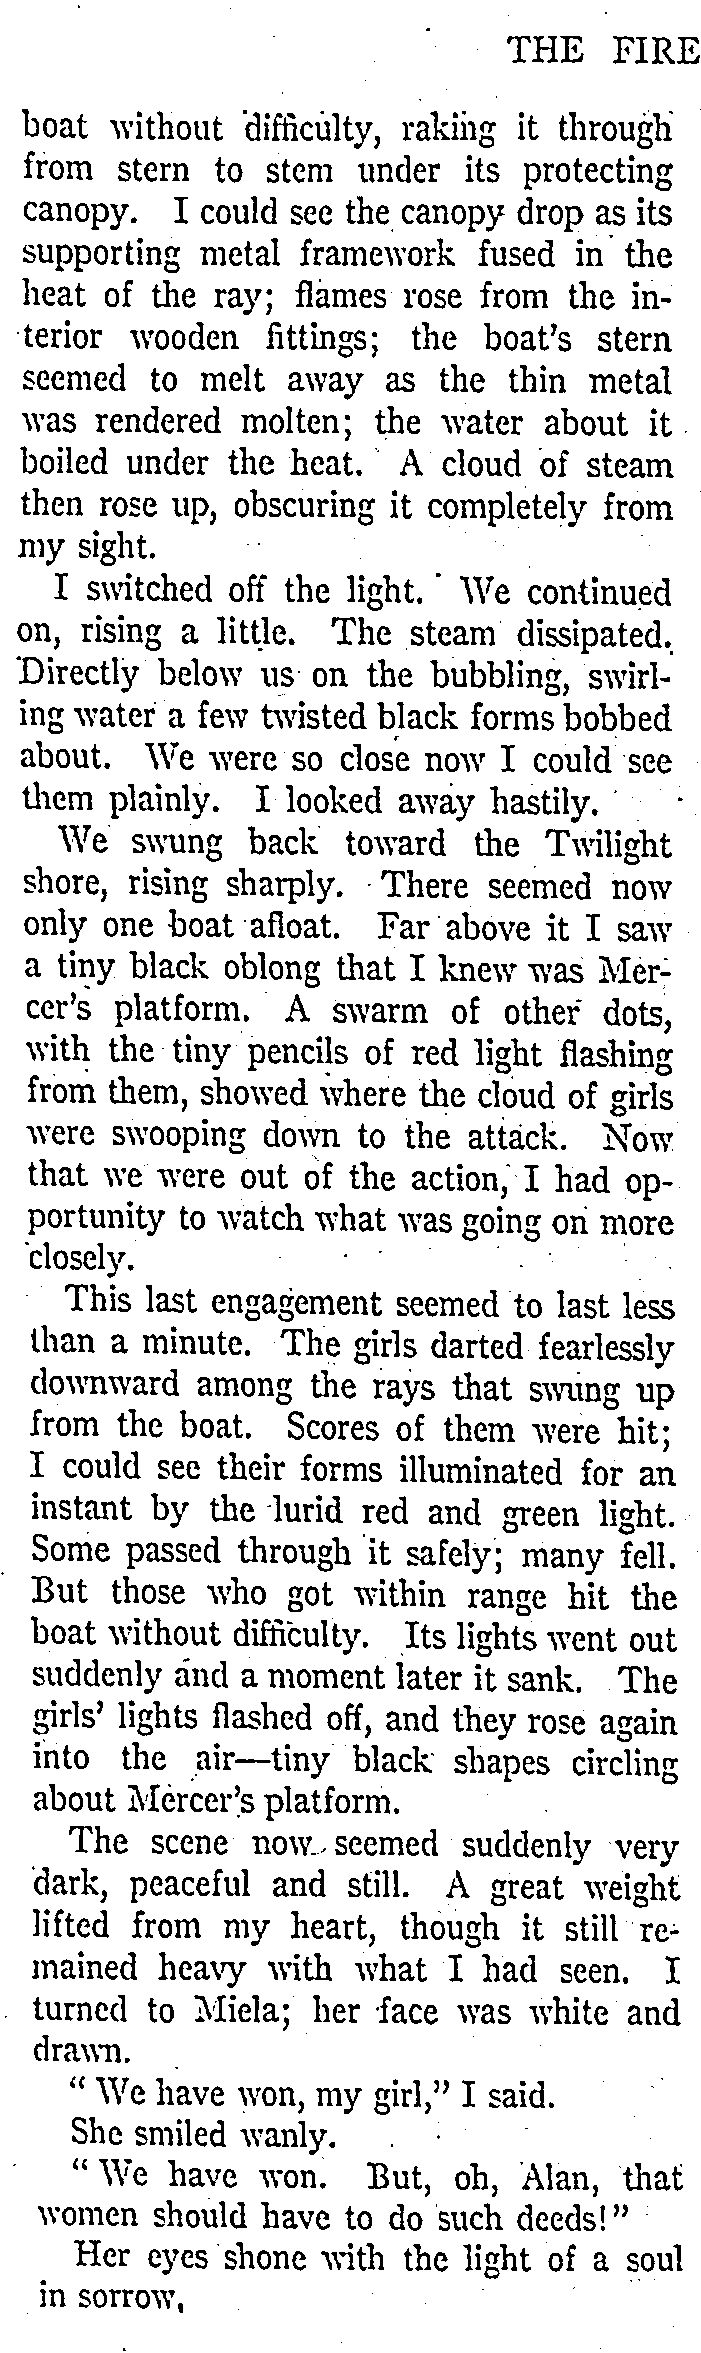 THE FIRE
boat without difficulty, raking it through
from stern to stem under its protecting
canopy. I could see the canopy drop as its
supporting metal framework fused in the
heat of the ray; flames rose from the in-
terior wooden fittings; the boat's stern
seemed to melt away as the thin metal
was rendered molten; the water about it
boiled under the heat. A cloud of steam
then rose up, obscuring it completely from
my sight.
I switched off the light. We continued
on, rising a little. The steam dissipated.
Directly below us on the bubbling, swirl-
ing water a few twisted black forms bobbed
about. We were so close now I could see
them plainly. I looked away hastily.
We swung back toward the Twilight
shore, rising sharply. There seemed now
only one boat afloat. Far above it I saw
a tiny black oblong that I knew was Mer-
cer's platform. A swarm of other dots,
with the tiny pencils of red light flashing
from them, showed where the cloud of girls
were swooping down to the attack. Now
that we were out of the action, I had op-
portunity to watch what was going on more
closely.
This last engagement seemed to last less
than a minute. The girls darted fearlessly
downward among the rays that swung up
from the boat. Scores of them were hit;
I could see their forms illuminated for an
instant by the lurid red and green light.
Some passed through it safely; many fell.
But those who got within range hit the
boat without difficulty. Its lights went out
suddenly and a moment later it sank. The
girls' lights flashed off, and they rose again
into the air—tiny black shapes circling
about Mercer's platform.
The scene now seemed suddenly very
dark, peaceful and still. A great weight
lifted from my heart, though it still re-
mained heavy with what I had seen. I
turned to Miela; her face was white and
drawn.
" We have won, my girl," I said.
She smiled wanly.
" We have won. But, oh, Alan, that
women should have to do such deeds!"
Her eyes shone with the light of a soul
in sorrow.